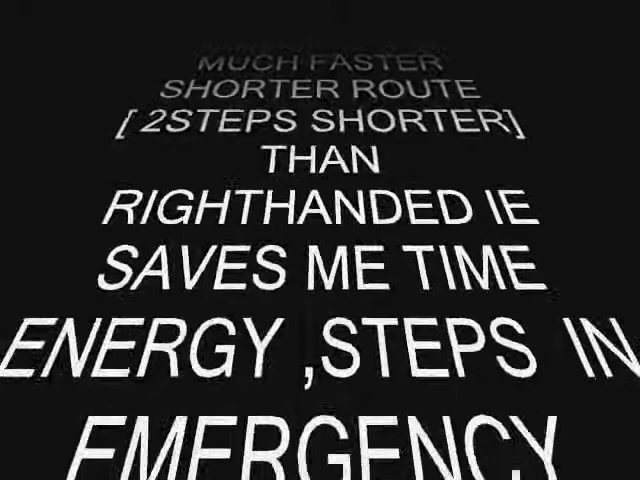 MUCH FASTER
SHORTER ROUTE
[ 2STEPS SHORTER]
THAN
RIGHTHANDED IE
SAVES ME TIME
ENERGY ,STEPS IN
EMERGENCY